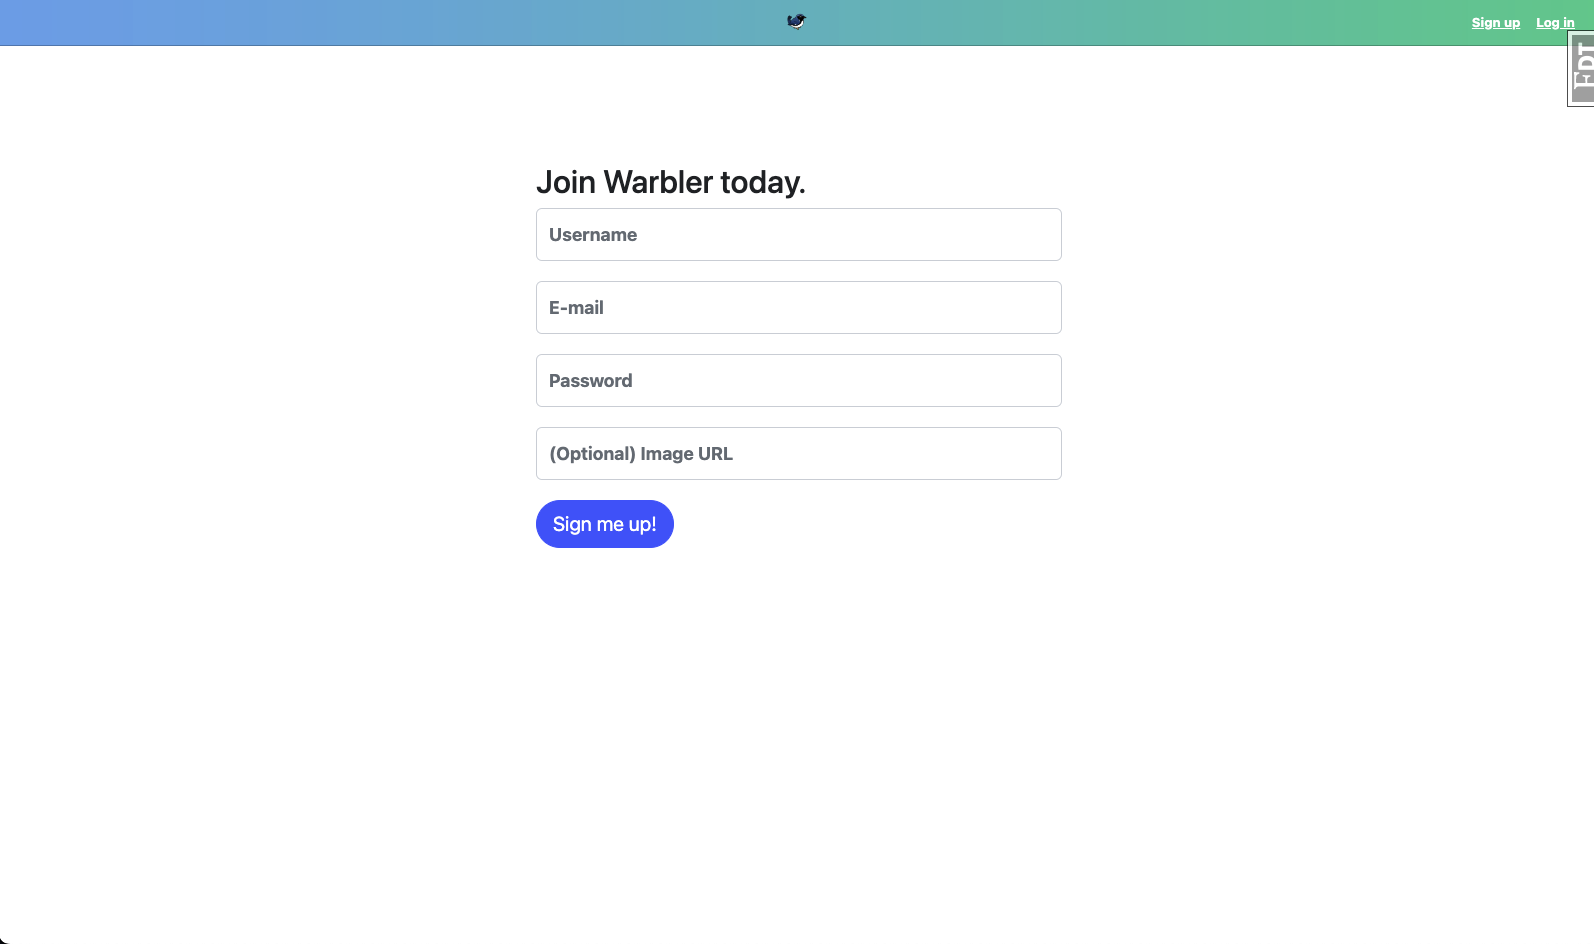 Sign up Log in
FDT
Join Warbler today.
Username
E-mail
Password
(Optional) Image URL
Sign me up!